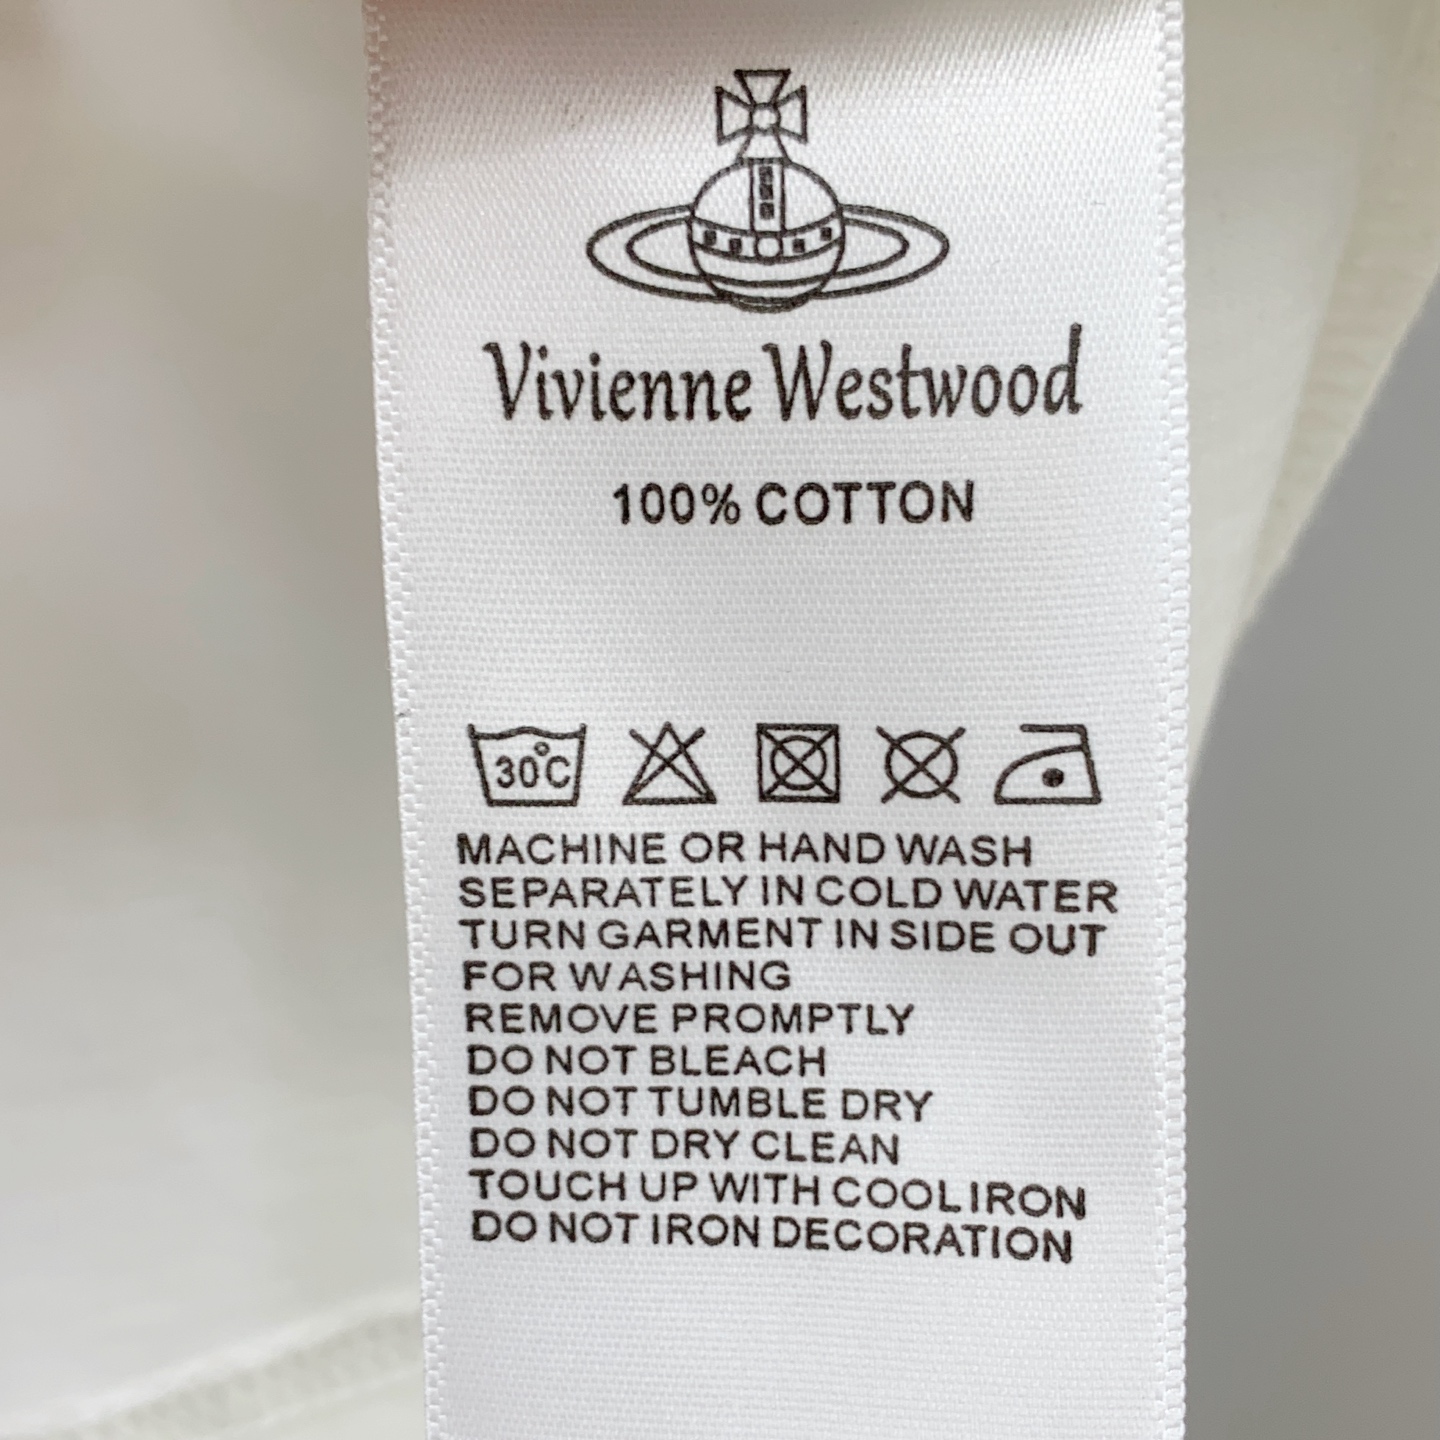 Vivienne Westwood
100% COTTON
30°C
MACHINE OR HAND WASH
SEPARATELY IN COLD WATER
TURN GARMENT IN SIDE OUT
FOR WASHING
REMOVE PROMPTLY
DO NOT BLEACH
DO NOT TUMBLE DRY
DO NOT DRY CLEAN
TOUCH UP WITH COOL IRON
DO NOT IRON DECORATION